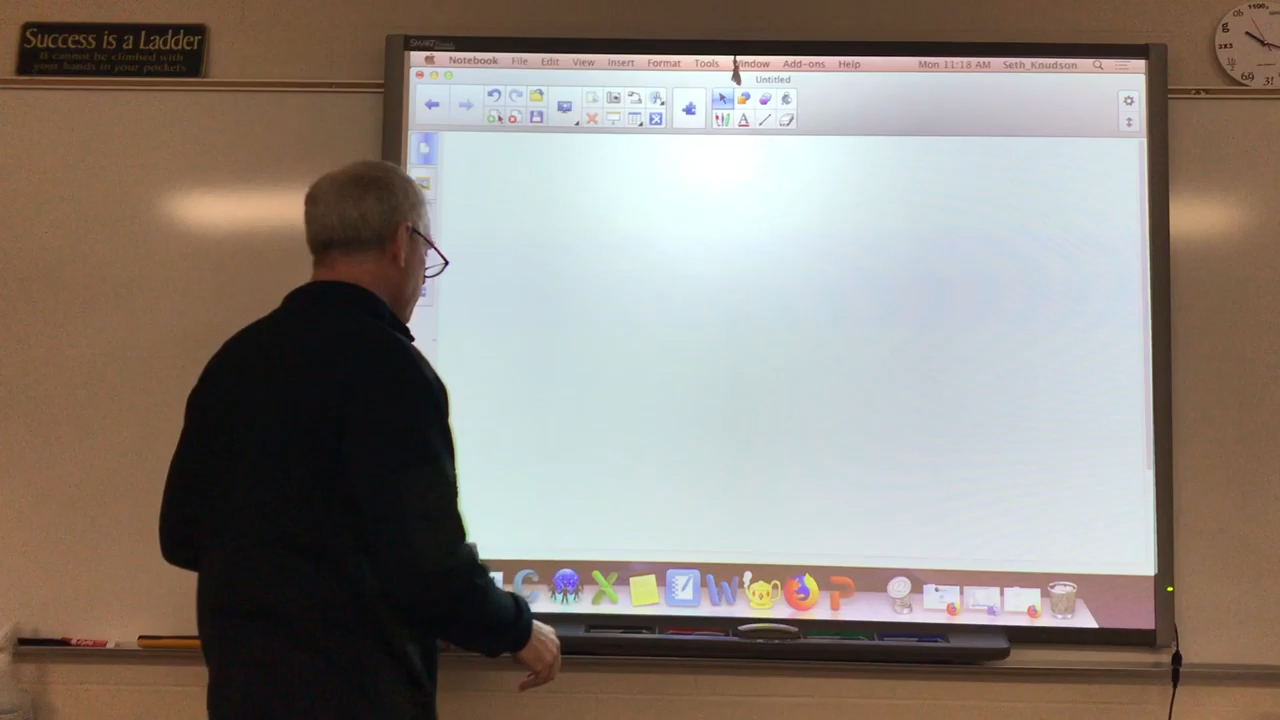 Success is a Ladder
It cannot be climbed with
your hands in your pockets
SMART
Notebook File Edit View Insert Format Tools Window Add-ons Help Mon 11:18 AM Seth_Knudson
Untitled
A
C X W P